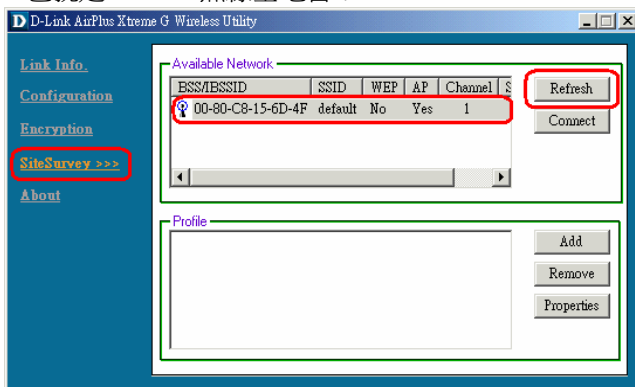 D-Link AirPlus Xtreme G Wireless Utility
Link Info.
Configuration
Encryption
SiteSurvey >>>
About
Available Network
BSS/IBSSID SSID WEP AP Channel S
00-80-C8-15-6D-4F default No Yes 1
Refresh
Connect
Profile
Add
Remove
Properties